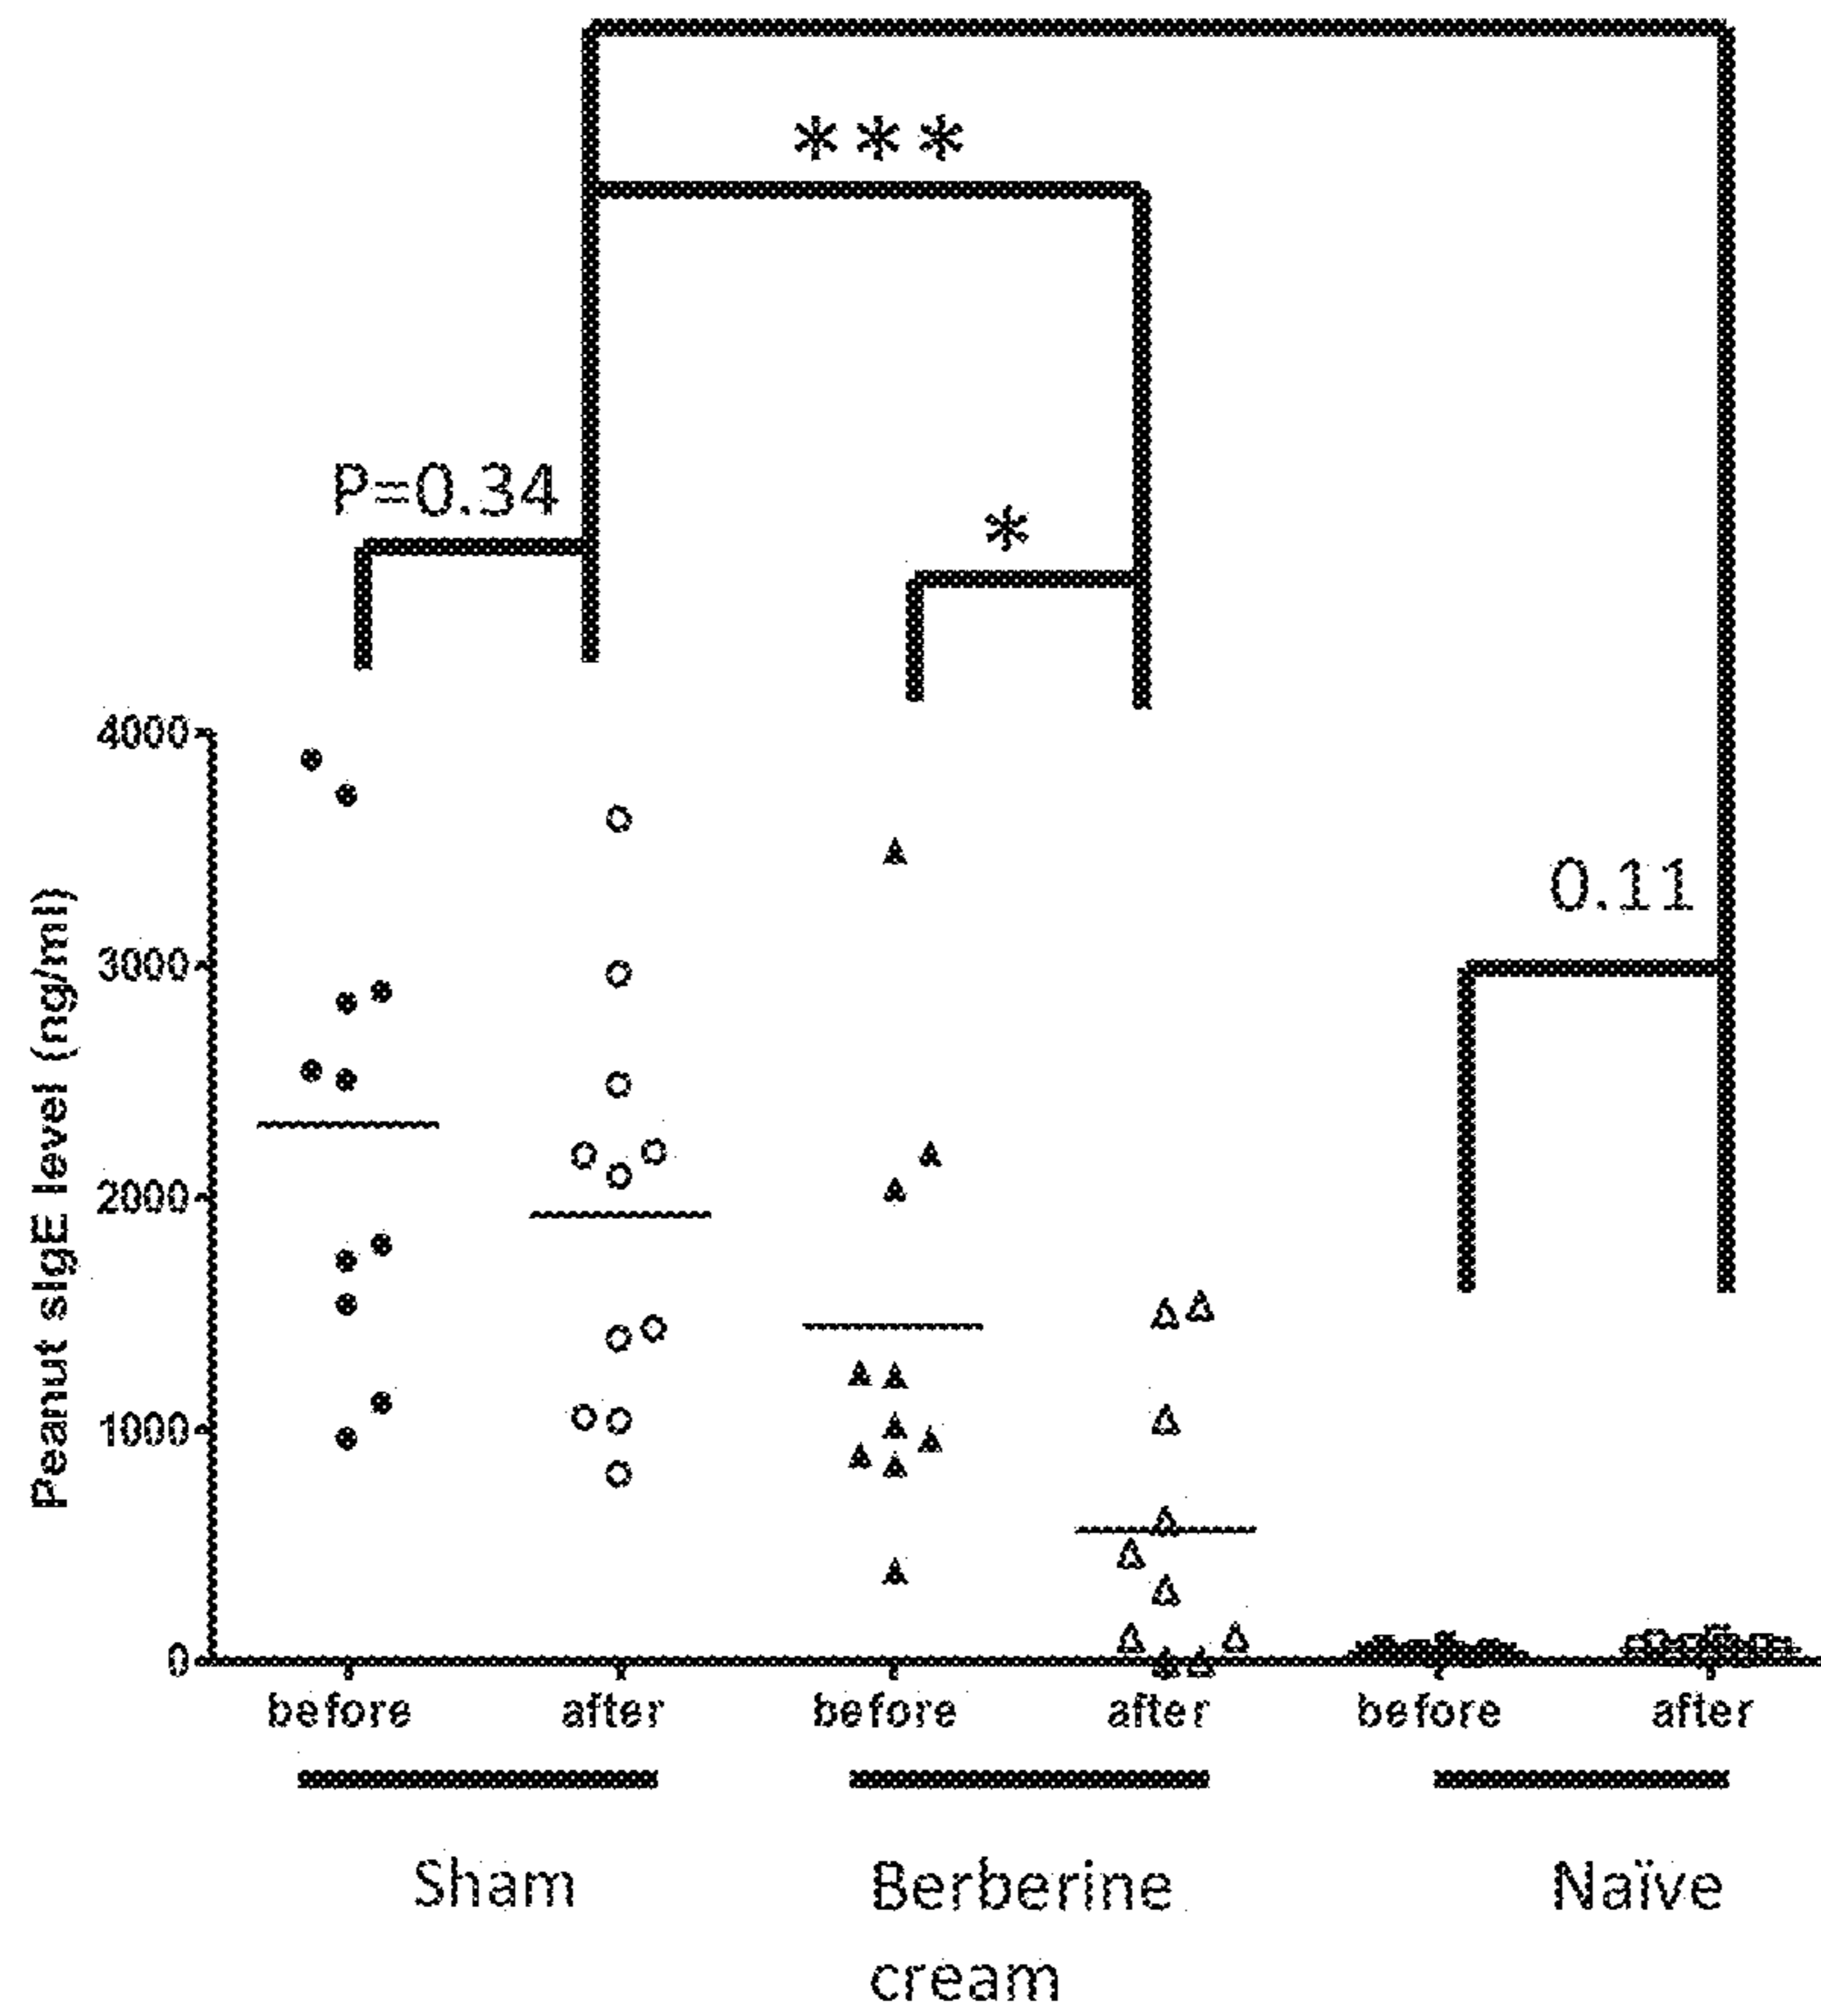 ***
P=0.34
*
0.11
Peanut sIgE level (ng/ml)
4000
3000
2000
1000
0
before after before after before after
Sham Berberine cream Naïve